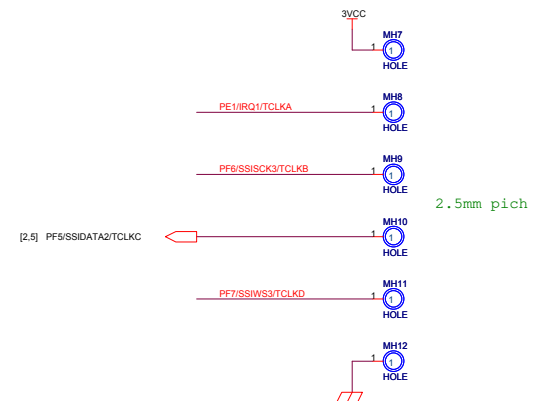 3VCC
MH7
1
1
HOLE
MH8
PE1/IRQ1/TCLKA
1
1
HOLE
MH9
PF6/SSISCK3/TCLKB
1
1
HOLE
2.5mm pich
MH10
[2,5] PF5/SSIDATA2/TCLKC
1
1
HOLE
MH11
PF7/SSIWS3/TCLKD
1
1
HOLE
MH12
1
1
HOLE